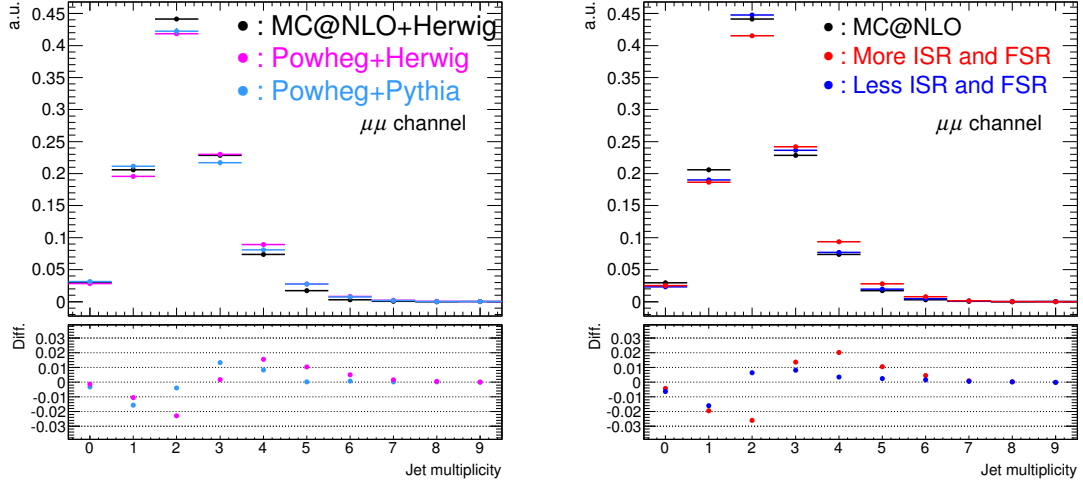 a.u.
0.45
0.4
0.35
0.3
0.25
0.2
0.15
0.1
0.05
0
: MC@NLO+Herwig
: Powheg+Herwig
: Powheg+Pythia
μμ channel
Diff.
0.03
0.02
0.01
0
-0.01
-0.02
-0.03
0 1 2 3 4 5 6 7 8 9
Jet multiplicity
a.u.
0.45
0.4
0.35
0.3
0.25
0.2
0.15
0.1
0.05
0
: MC@NLO
: More ISR and FSR
: Less ISR and FSR
μμ channel
Diff.
0.03
0.02
0.01
0
-0.01
-0.02
-0.03
0 1 2 3 4 5 6 7 8 9
Jet multiplicity